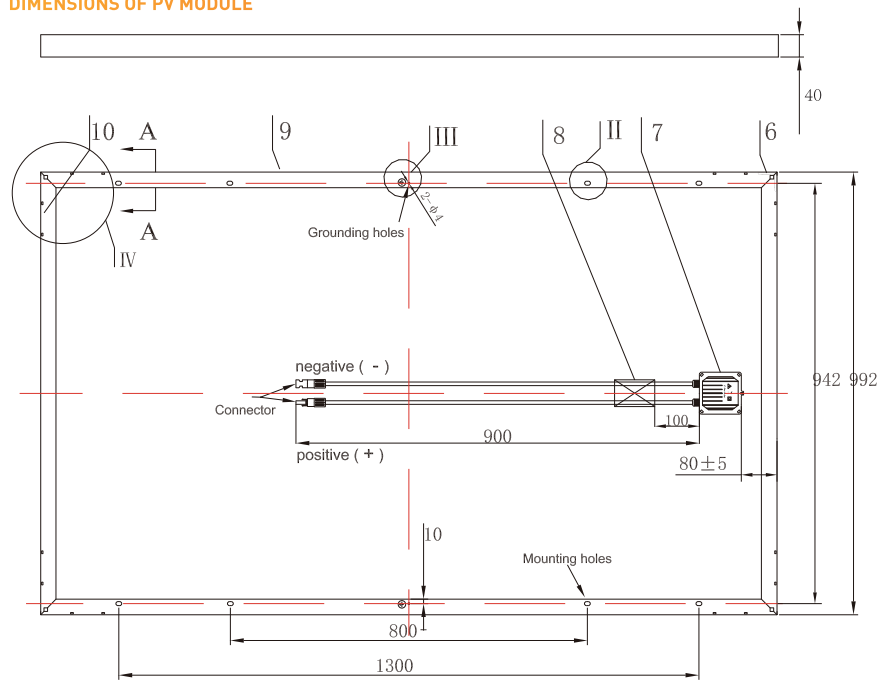 DIMENSIONS OF PV MODULE
40
10
A
9
III
8
II
7
6
2-φ4
A
Grounding holes
IV
negative ( - )
942
992
Connector
100
900
positive ( + )
80±5
10
Mounting holes
800
1300